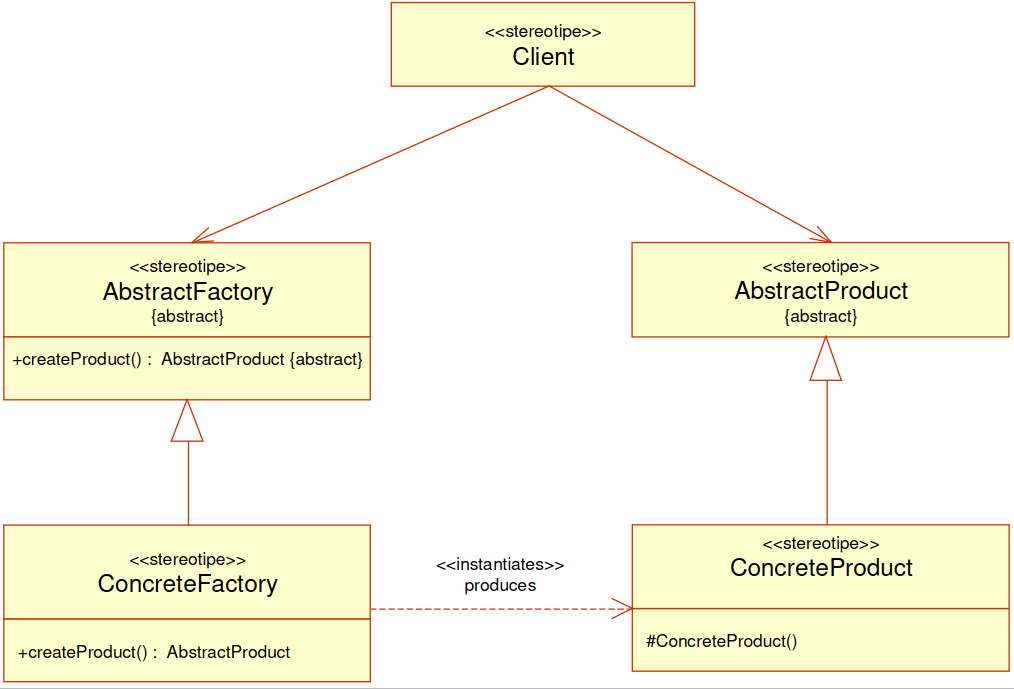 <<stereotipe>>
Client
<<stereotipe>>
AbstractFactory
{abstract}
+createProduct() : AbstractProduct {abstract}
<<stereotipe>>
AbstractProduct
{abstract}
<<stereotipe>>
ConcreteFactory
+createProduct() : AbstractProduct
<<instantiates>>
produces
<<stereotipe>>
ConcreteProduct
#ConcreteProduct()